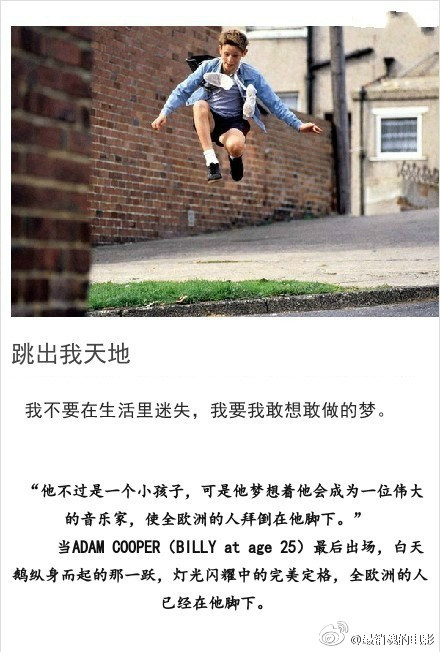 跳出我天地
我不要在生活里迷失，我要我敢想敢做的梦。
“他不过是一个小孩子，可是他梦想着他会成为一位伟大
的音乐家，使全欧洲的人拜倒在他脚下。”
当ADAM COOPER（BILLY at age 25）最后出场，白天
鹅纵身而起的那一跃，灯光闪耀中的完美定格，全欧洲的人
已经在他脚下。
@最销魂的电影